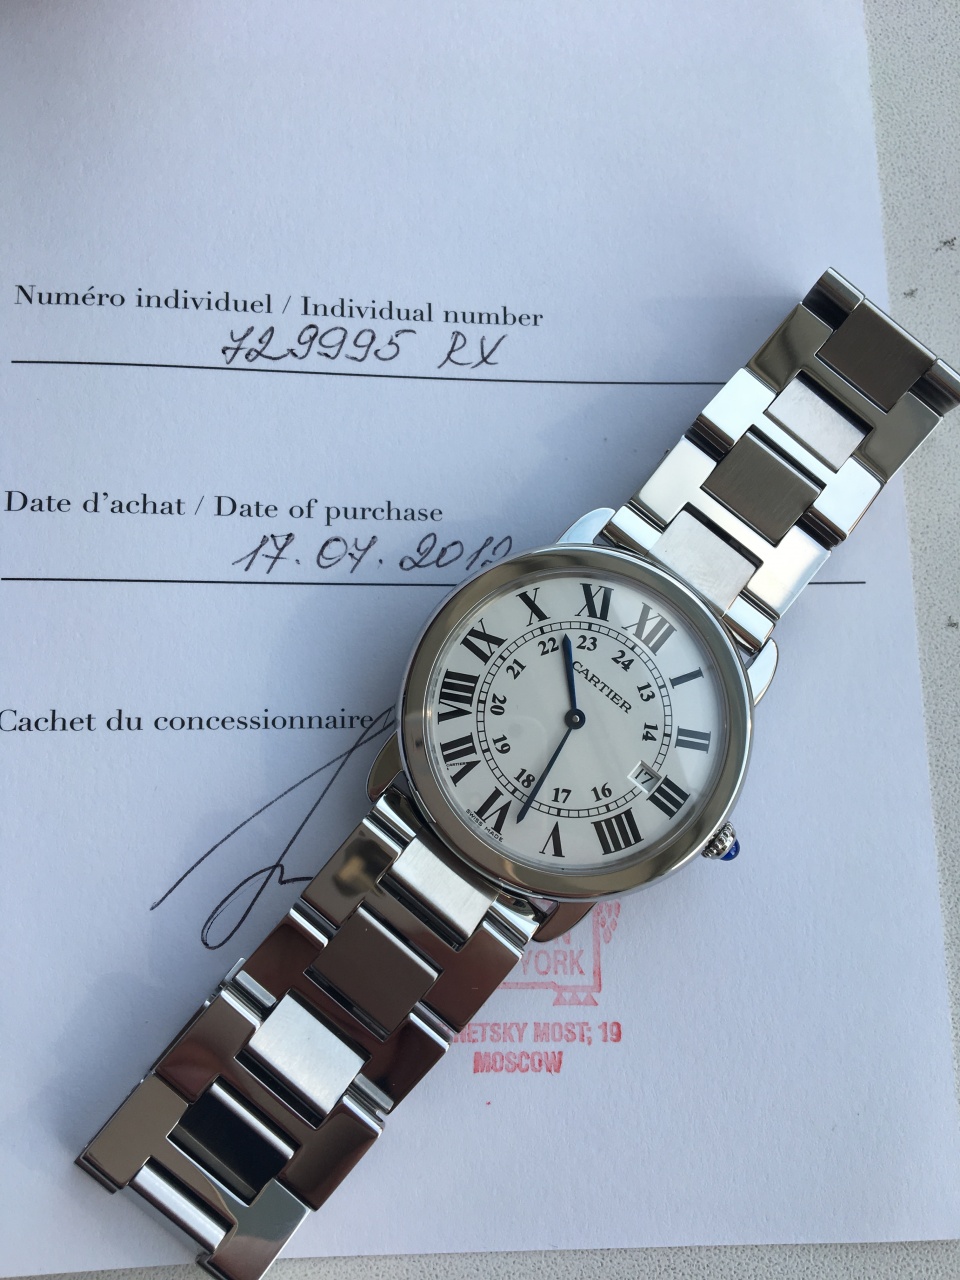 Numéro individuel / Individual number
729995 RX
Date d'achat / Date of purchase
17.04.2012
Cachet du concessionnaire
X XI XII I II III IIII V VI VII VIII IX
22 23 24 13 14 16 17 18 19 20 21
CARTIER
17
SWISS MADE
YORK
NETSKY MOST; 19
MOSCOW